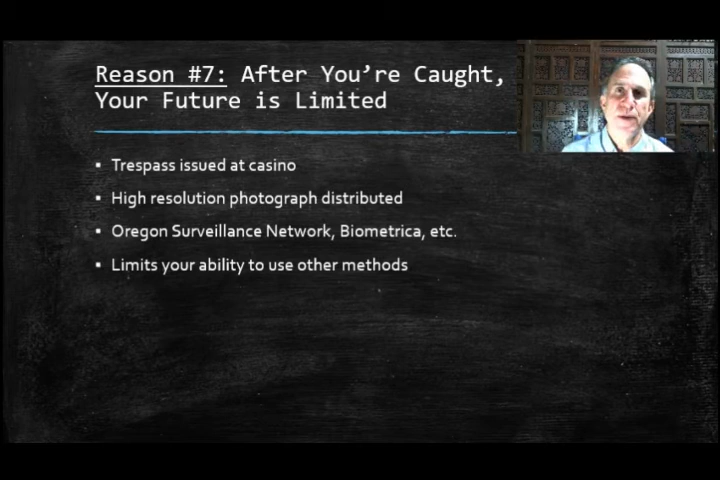 Reason #7: After You’re Caught,
Your Future is Limited
▪ Trespass issued at casino
▪ High resolution photograph distributed
▪ Oregon Surveillance Network, Biometrica, etc.
▪ Limits your ability to use other methods